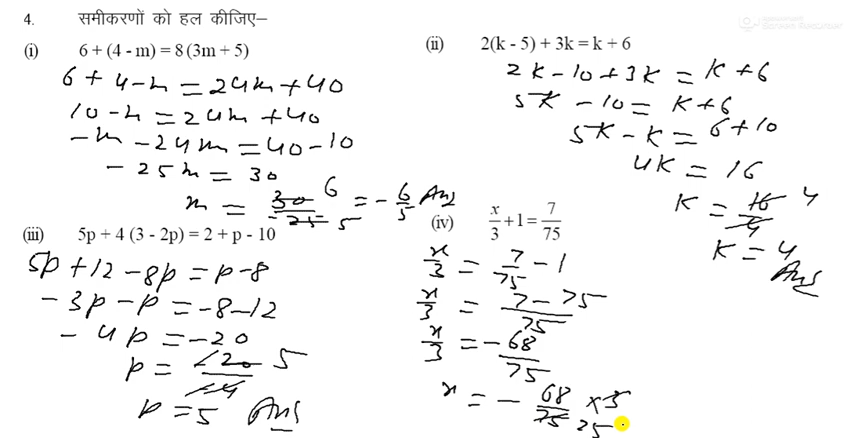 4. समीकरणों को हल कीजिए–
(i) 6 + (4 - m) = 8 (3m + 5)
6 + 4 - m = 24m + 40
10 - m = 24m + 40
- m - 24m = 40 - 10
- 25m = 30
m = 30/-25 6 5 = - 6/5 Ans
(ii) 2(k - 5) + 3k = k + 6
2k - 10 + 3k = k + 6
5k - 10 = k + 6
5k - k = 6 + 10
4k = 16
k = 16/4 4
k = 4
Ans
(iii) 5p + 4 (3 - 2p) = 2 + p - 10
5p + 12 - 8p = p - 8
- 3p - p = - 8 - 12
- 4p = - 20
p = -20/-4 5
p = 5 Ans
(iv) x/3 + 1 = 7/75
x/3 = 7/75 - 1
x/3 = 7 - 75/75
x/3 = - 68/75
x = - 68/75 × 3
25